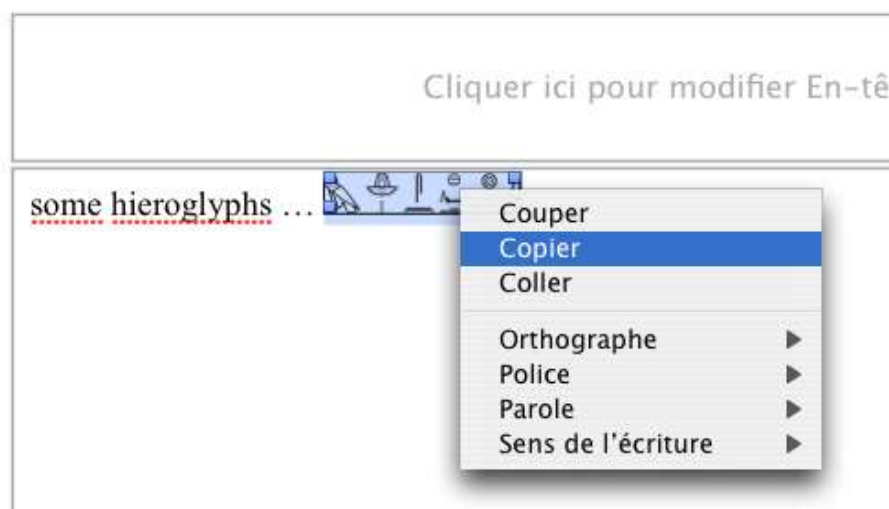 Cliquer ici pour modifier En-tê
some hieroglyphs …
Couper
Copier
Coller
Orthographe
Police
Parole
Sens de l'écriture